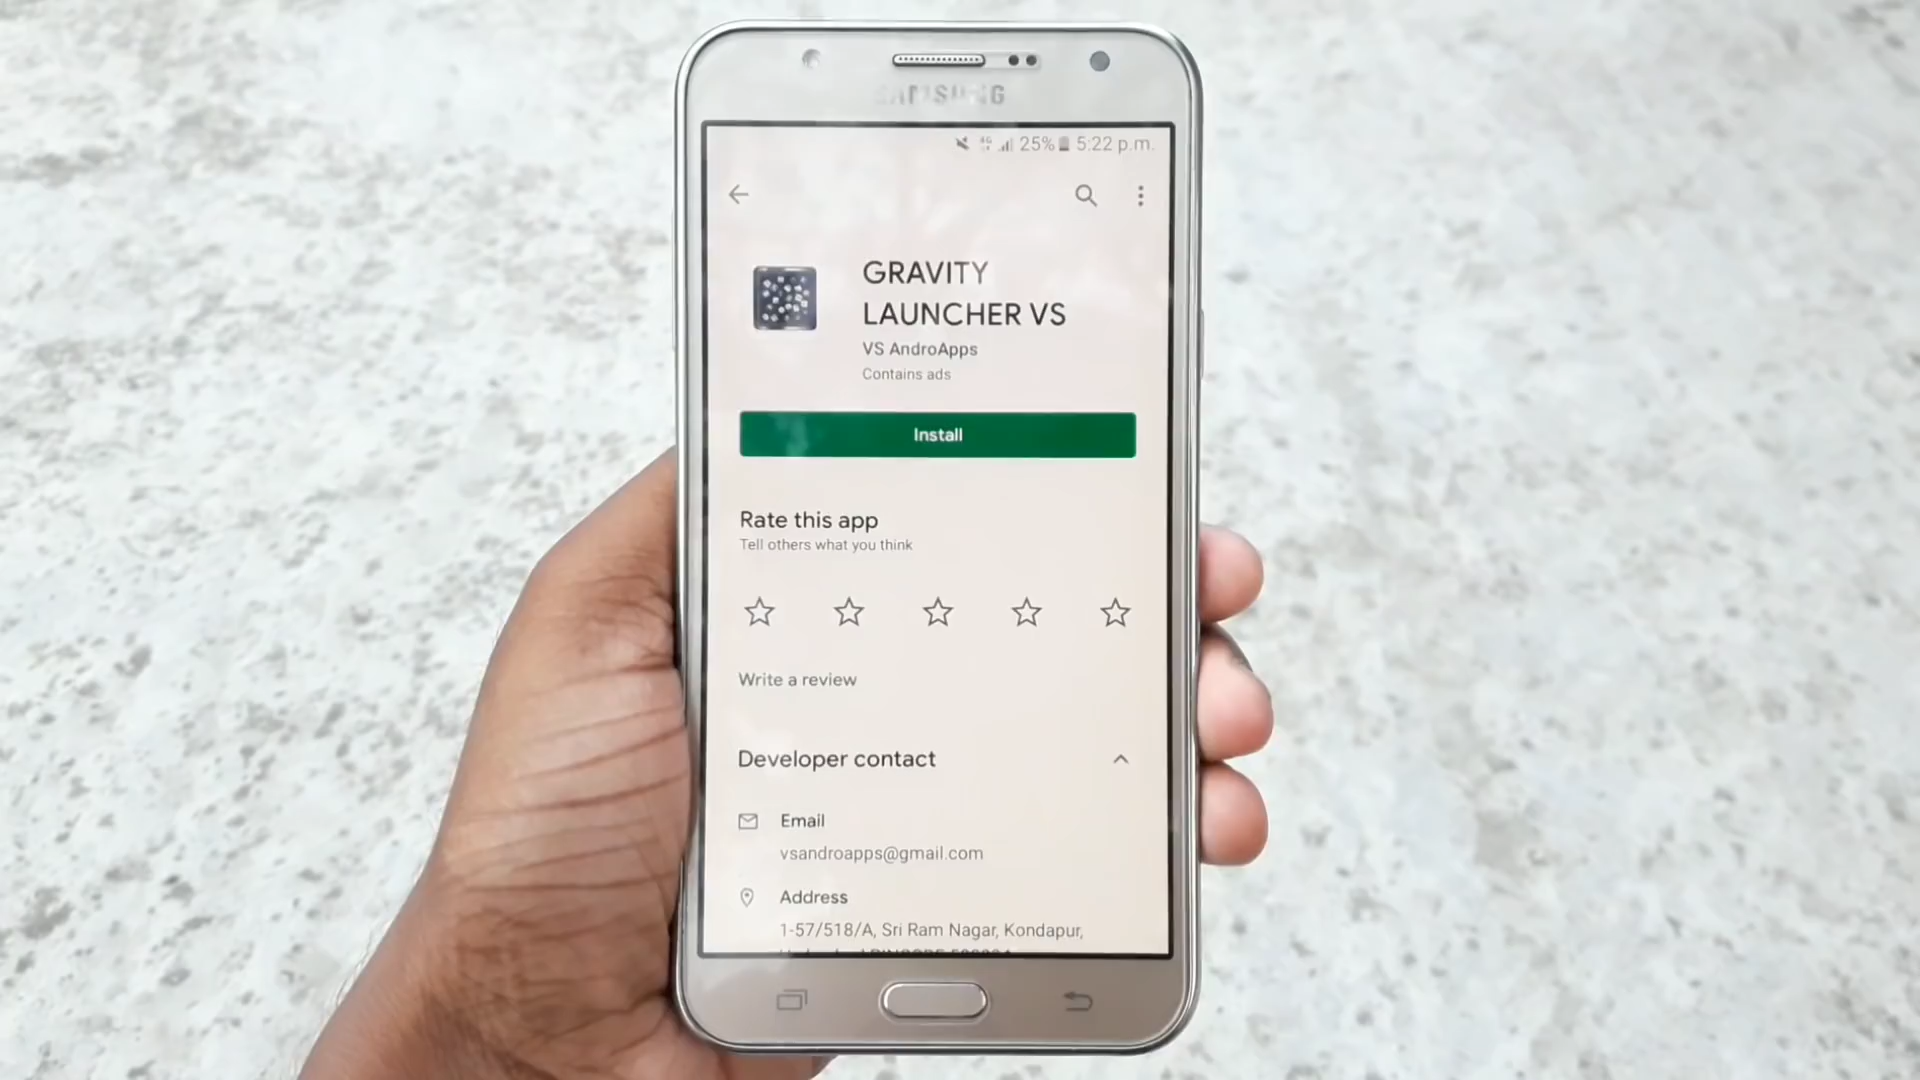 SAMSUNG
4G 25% 5:22 p.m.
GRAVITY
LAUNCHER VS
VS AndroApps
Contains ads
Install
Rate this app
Tell others what you think
Write a review
Developer contact
Email
vsandroapps@gmail.com
Address
1-57/518/A, Sri Ram Nagar, Kondapur,